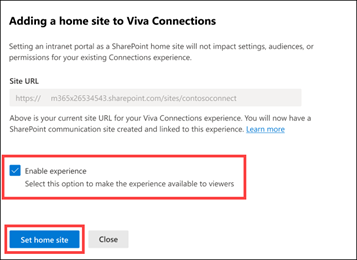 Adding a home site to Viva Connections
Setting an intranet portal as a SharePoint home site will not impact settings, audiences, or
permissions for your existing Connections experience.
Site URL
https:// m365x26534543.sharepoint.com/sites/contosoconnect
Above is your current site URL for your Viva Connections experience. You will now have a
SharePoint communication site created and linked to this experience. Learn more
Enable experience
Select this option to make the experience available to viewers
Set home site Close